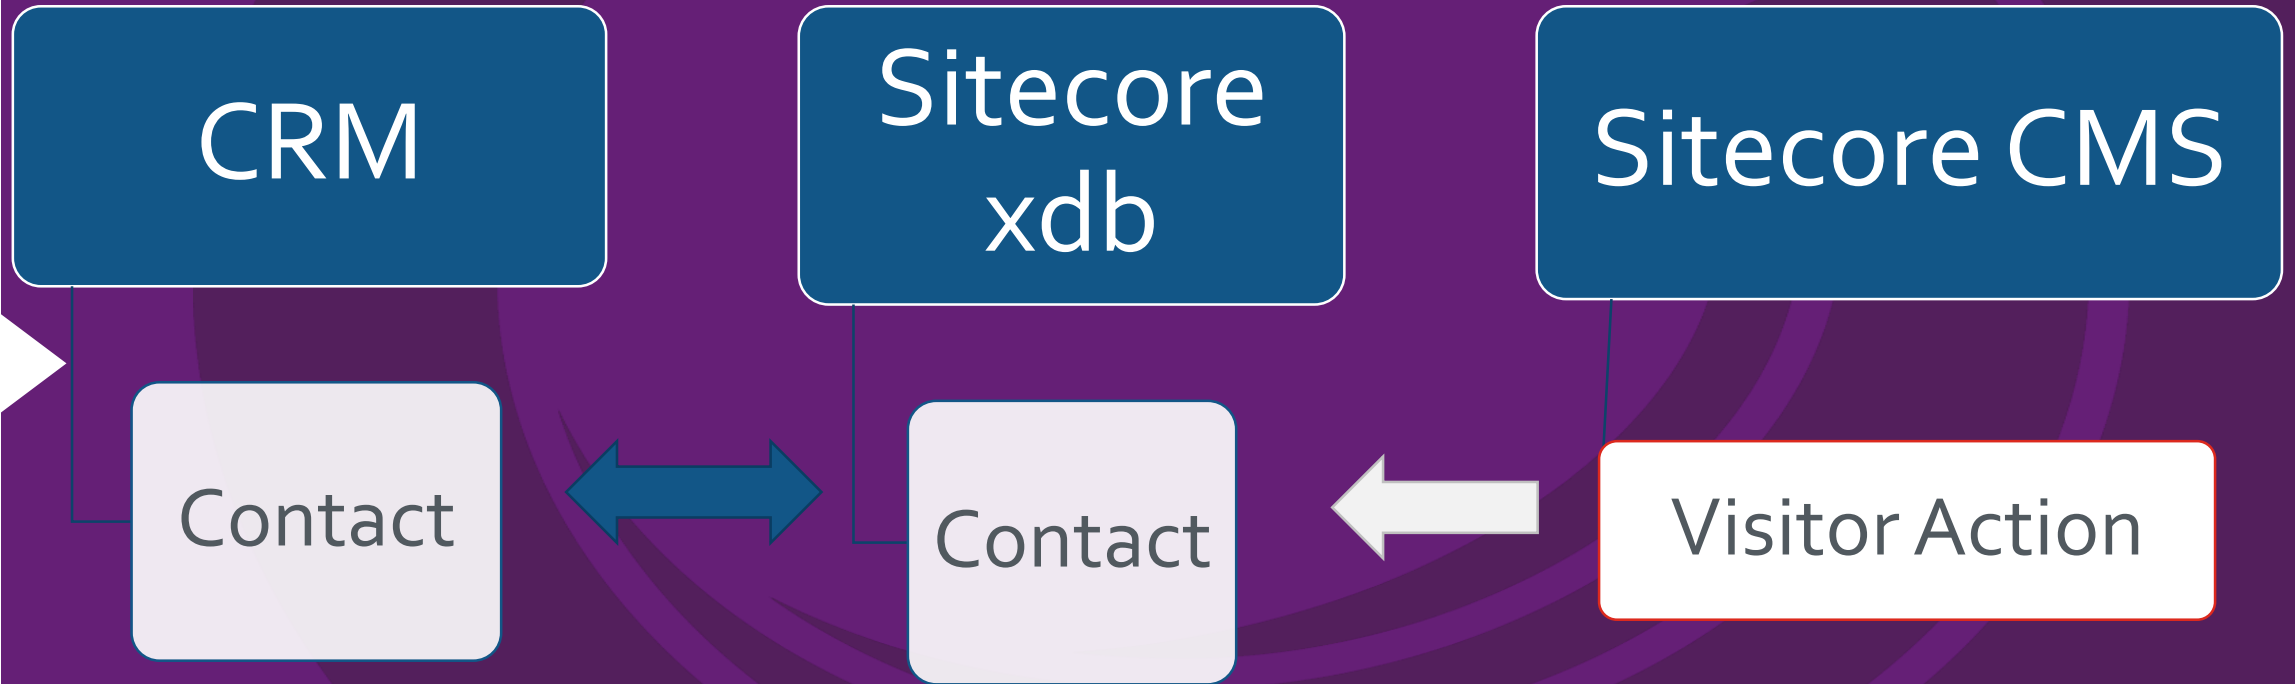 CRM
Sitecore
xdb
Sitecore CMS
Contact
Contact
Visitor Action